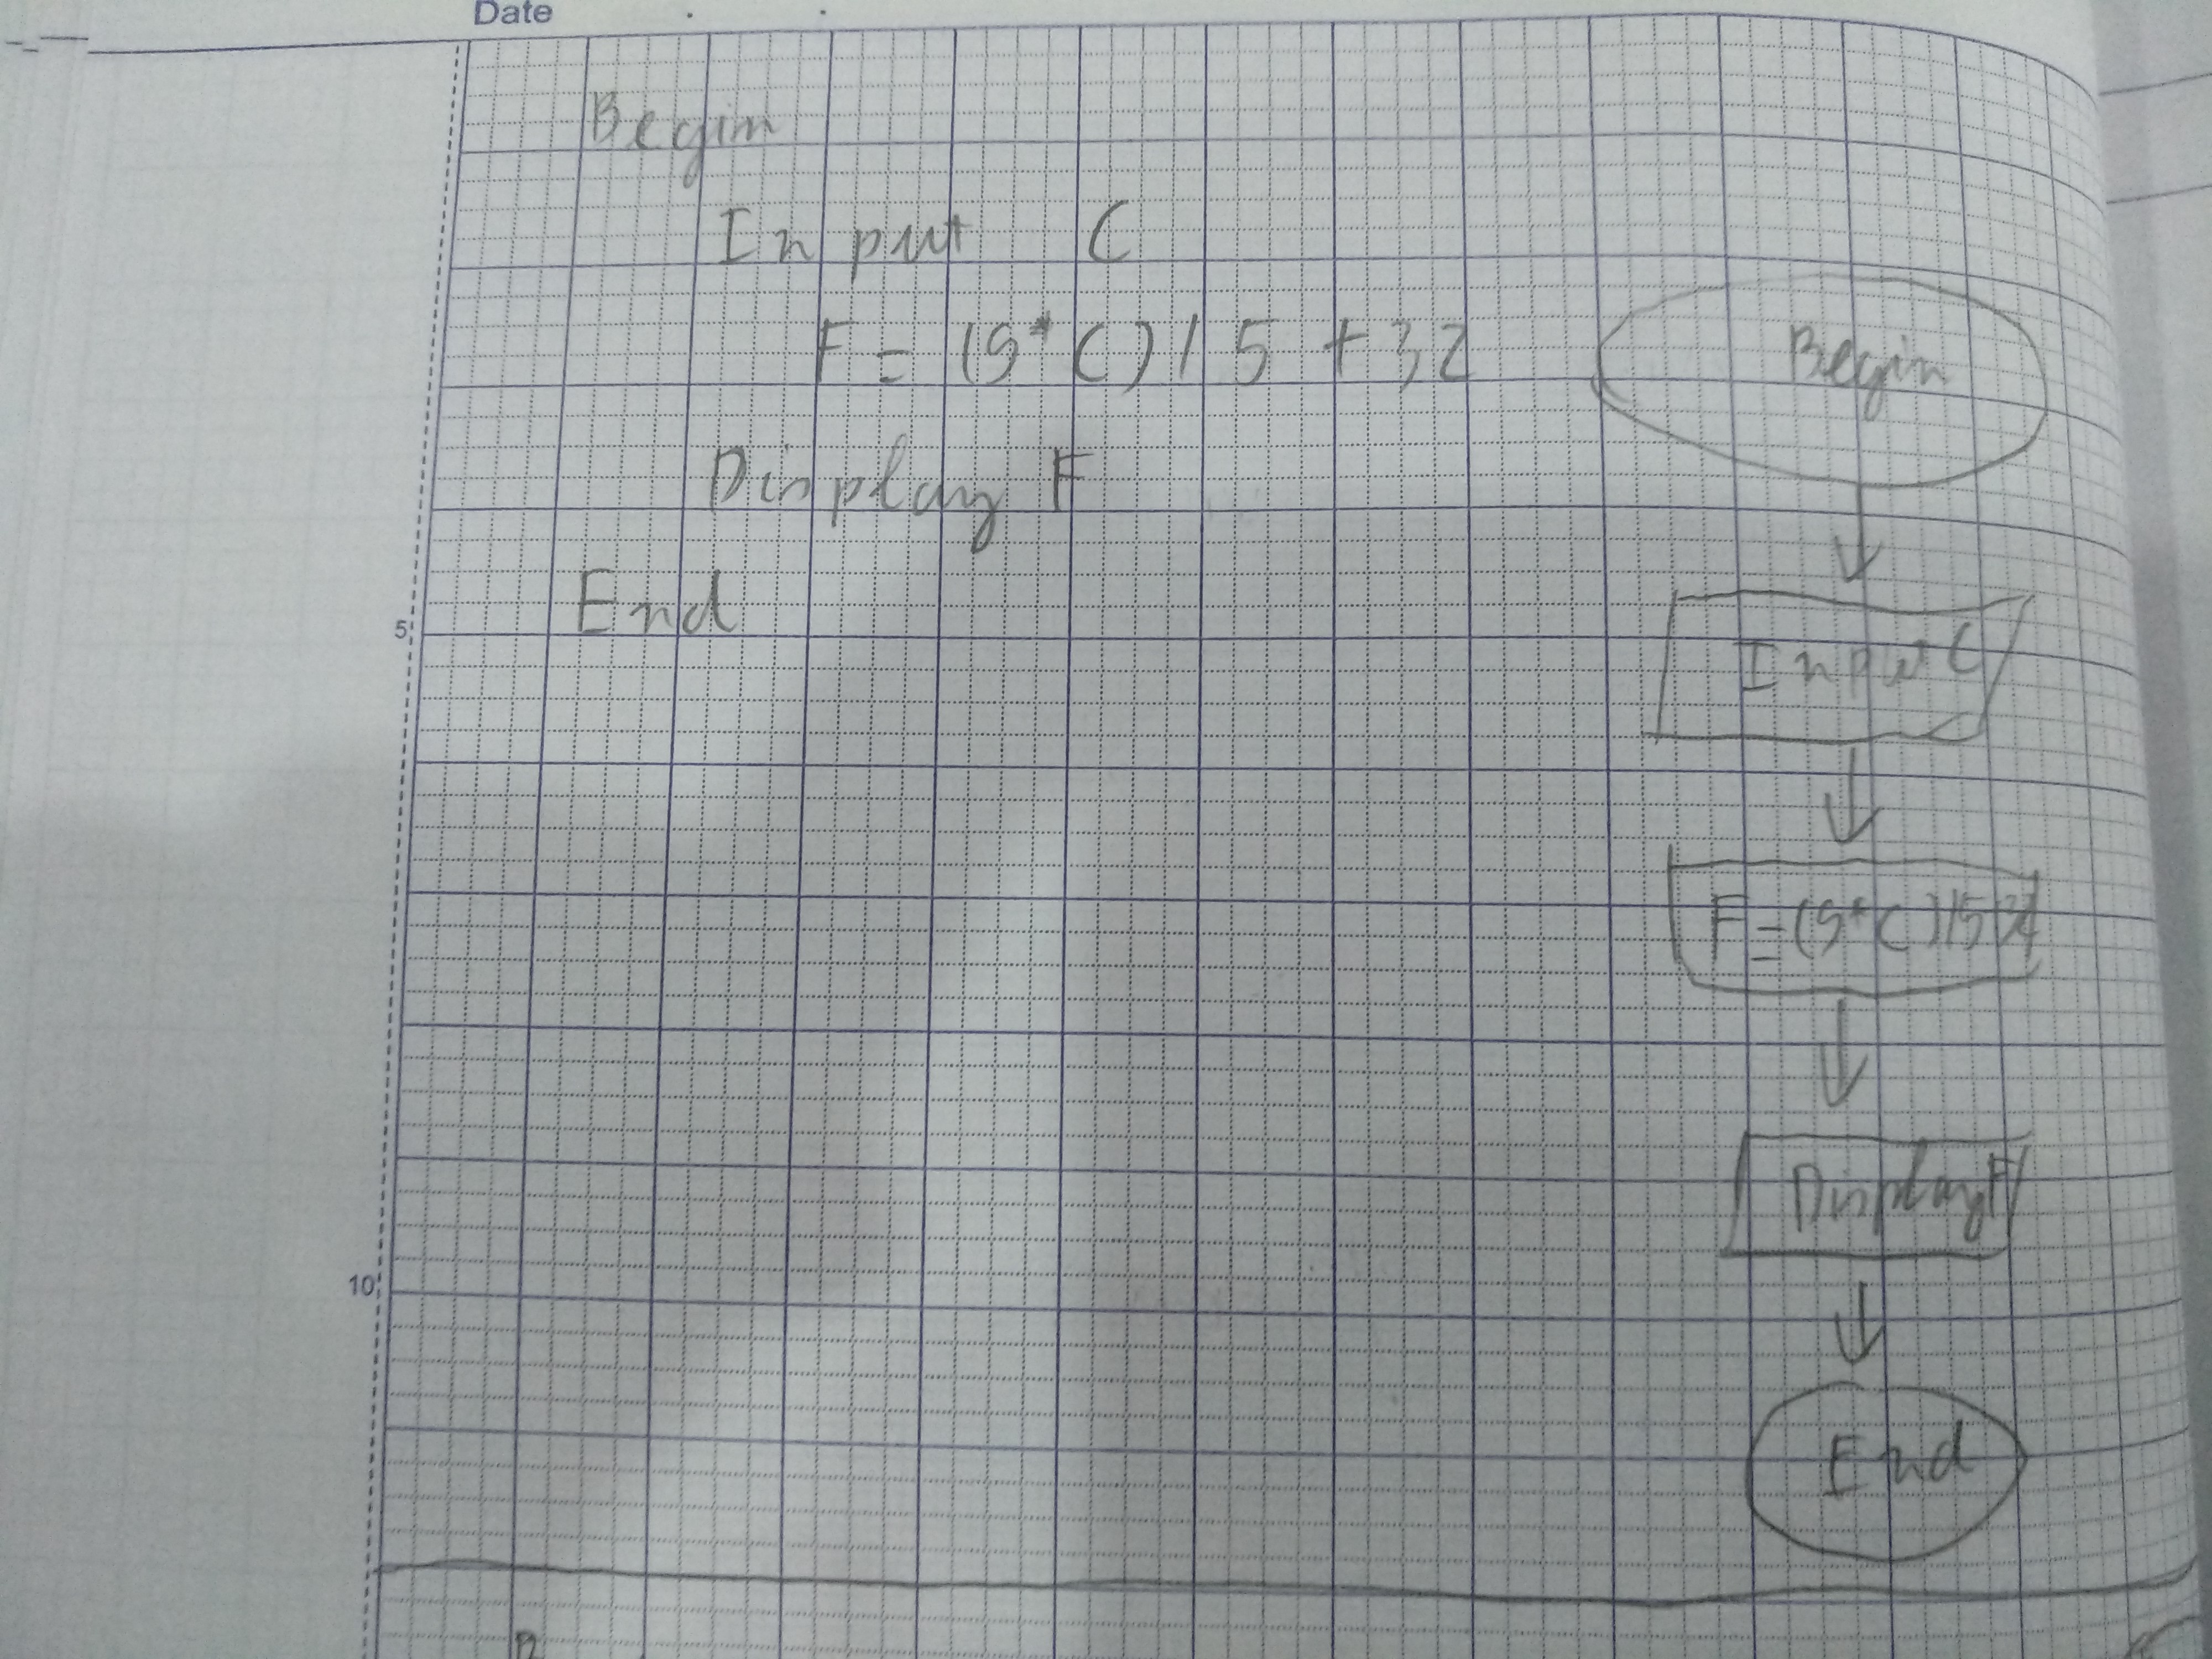 Date
Begin
Input C
F = (9*C)/5 + 32
Display F
End
5
10
Begin
Input C
F = (9*C)/5+32
Display F
End